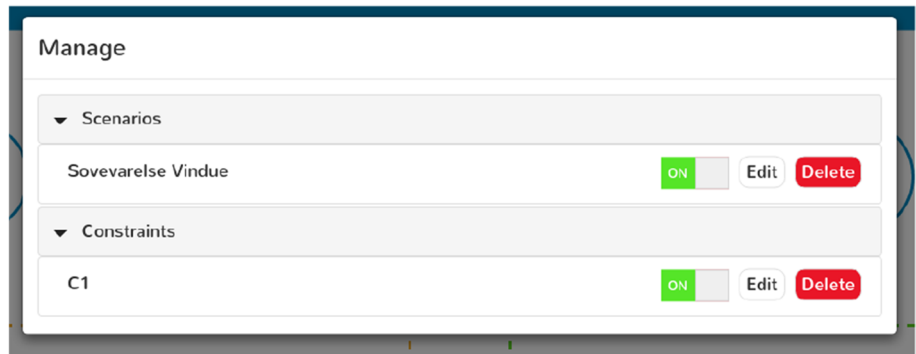 Manage
Scenarios
Sovevarelse Vindue ON Edit Delete
Constraints
C1 ON Edit Delete